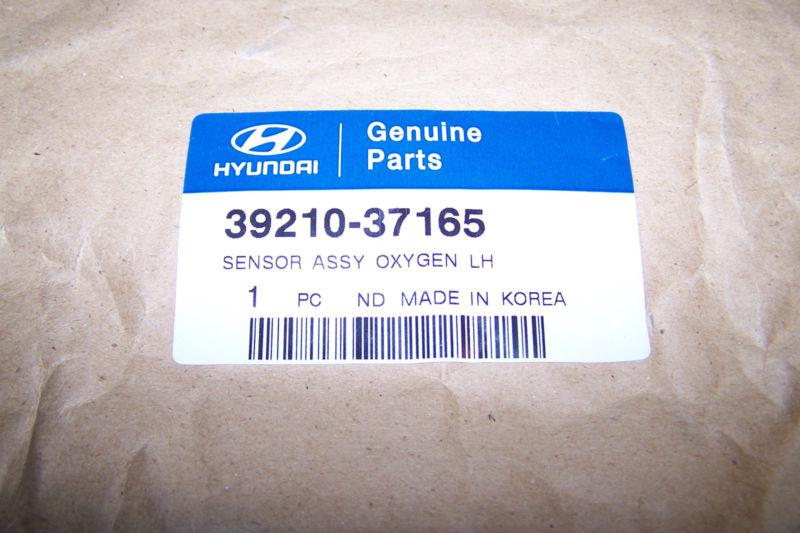 HYUNDAI
Genuine
Parts
39210-37165
SENSOR ASSY OXYGEN LH
1 PC ND MADE IN KOREA